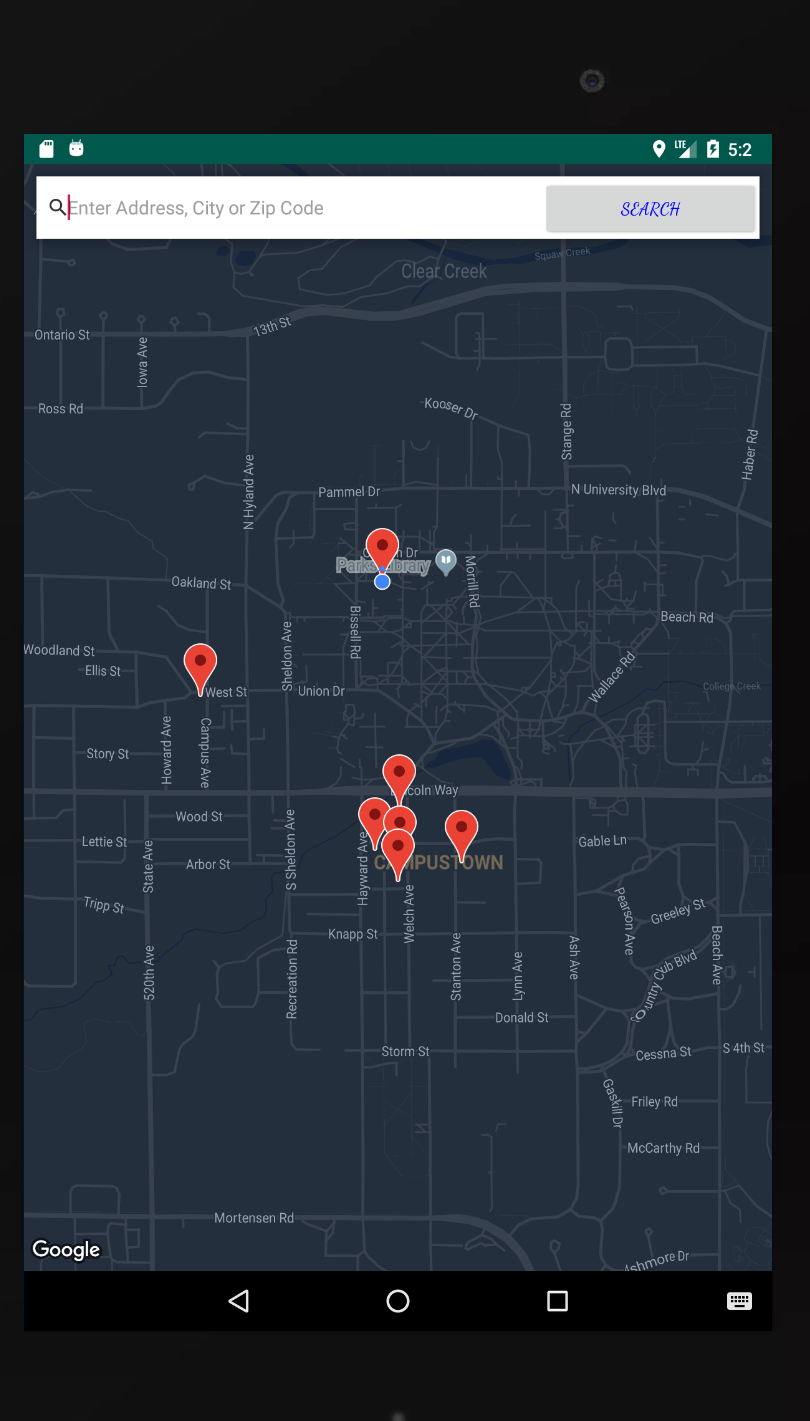 LTE 5:2
Enter Address, City or Zip Code
SEARCH
Squaw Creek
Clear Creek
13th St
Ontario St
Iowa Ave
Ross Rd
Kooser Dr
Stange Rd
Haber Rd
N Hyland Ave
Pammel Dr
N University Blvd
Dr
Parks Library
Morrill Rd
Oakland St
Bissell Rd
Beach Rd
Woodland St
Sheldon Ave
Ellis St
Wallace Rd
College Creek
West St
Union Dr
Howard Ave
Campus Ave
Story St
Lincoln Way
Wood St
S Sheldon Ave
Lettie St
State Ave
Hayward Ave
Gable Ln
Arbor St
CAMPUSTOWN
Tripp St
Welch Ave
Pearson Ave
Greeley St
Knapp St
520th Ave
Recreation Rd
Stanton Ave
Lynn Ave
Ash Ave
Country Club Blvd
Beach Ave
Donald St
Storm St
Cessna St
S 4th St
Gaskill Dr
Friley Rd
McCarthy Rd
Mortensen Rd
Google
Ashmore Dr